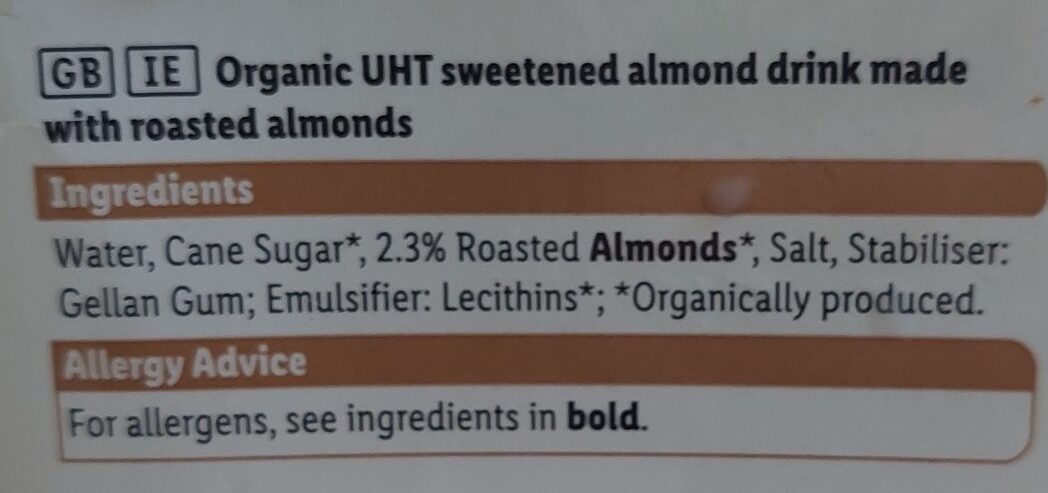 GB IE Organic UHT sweetened almond drink made
with roasted almonds
Ingredients
Water, Cane Sugar*, 2.3% Roasted Almonds*, Salt, Stabiliser:
Gellan Gum; Emulsifier: Lecithins*; *Organically produced.
Allergy Advice
For allergens, see ingredients in bold.